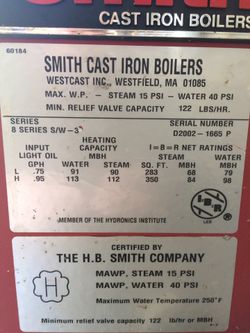 CAST IRON BOILERS
60184
SMITH CAST IRON BOILERS
WESTCAST INC., WESTFIELD, MA 01085
MAX. W.P. - STEAM 15 PSI - WATER 40 PSI
MIN. RELIEF VALVE CAPACITY 122 LBS/HR.
SERIES SERIAL NUMBER
8 SERIES S/W-3 D2002-1665 P
HEATING
INPUT CAPACITY I=B=R NET RATINGS
LIGHT OIL MBH STEAM WATER
GPH WATER STEAM SQ. FT. MBH MBH
L .75 91 90 283 68 79
H .95 113 112 350 84 98
MEMBER OF THE HYDRONICS INSTITUTE
I=B=R
CERTIFIED BY
THE H.B. SMITH COMPANY
MAWP, STEAM 15 PSI
MAWP, WATER 40 PSI
H
Maximum Water Temperature 250°F
Minimum relief valve capacity 122 lb/hr or MBH